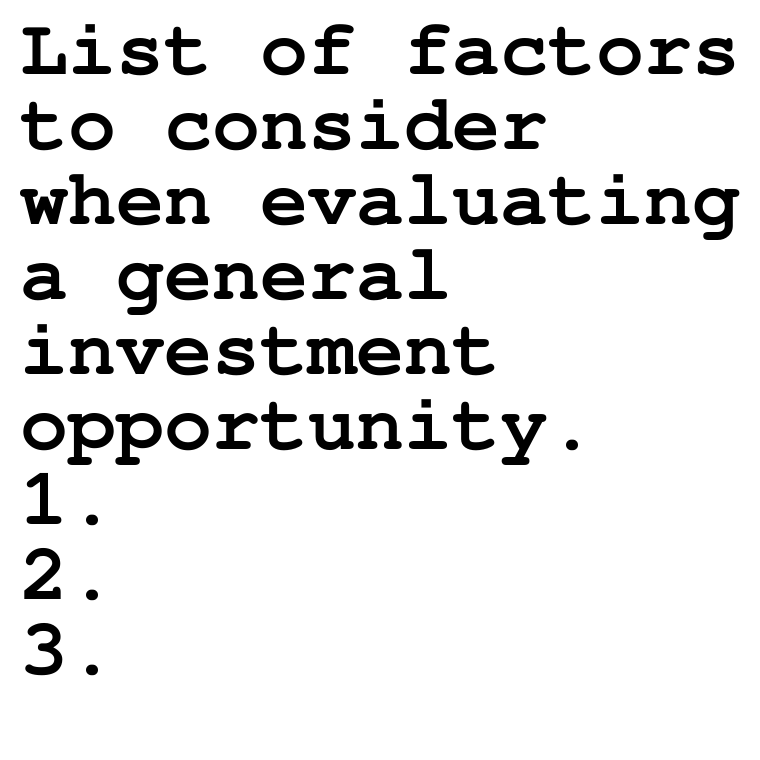 List of factors
to consider
when evaluating
a general
investment
opportunity.
1.
2.
3.